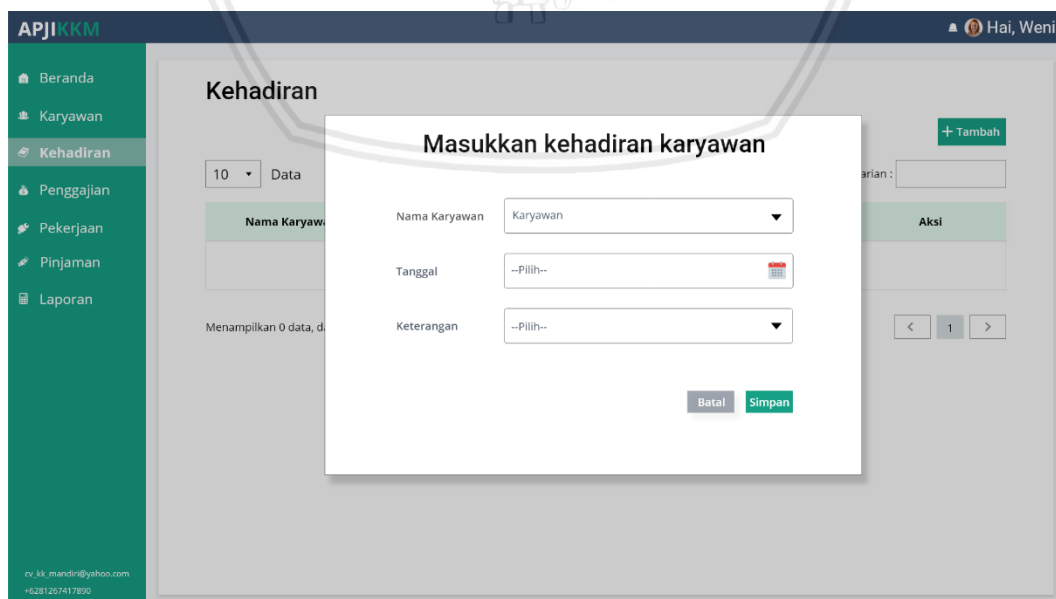 APJIKKM
Hai, Weni
Beranda
Karyawan
Kehadiran
Penggajian
Pekerjaan
Pinjaman
Laporan
cv_kk_mandiri@yahoo.com
+6281267417890
Kehadiran
+ Tambah
10 Data
arian :
Nama Karyaw
Aksi
Menampilkan 0 data, d
< 1 >
Masukkan kehadiran karyawan
Nama Karyawan Karyawan
Tanggal --Pilih--
Keterangan --Pilih--
Batal Simpan